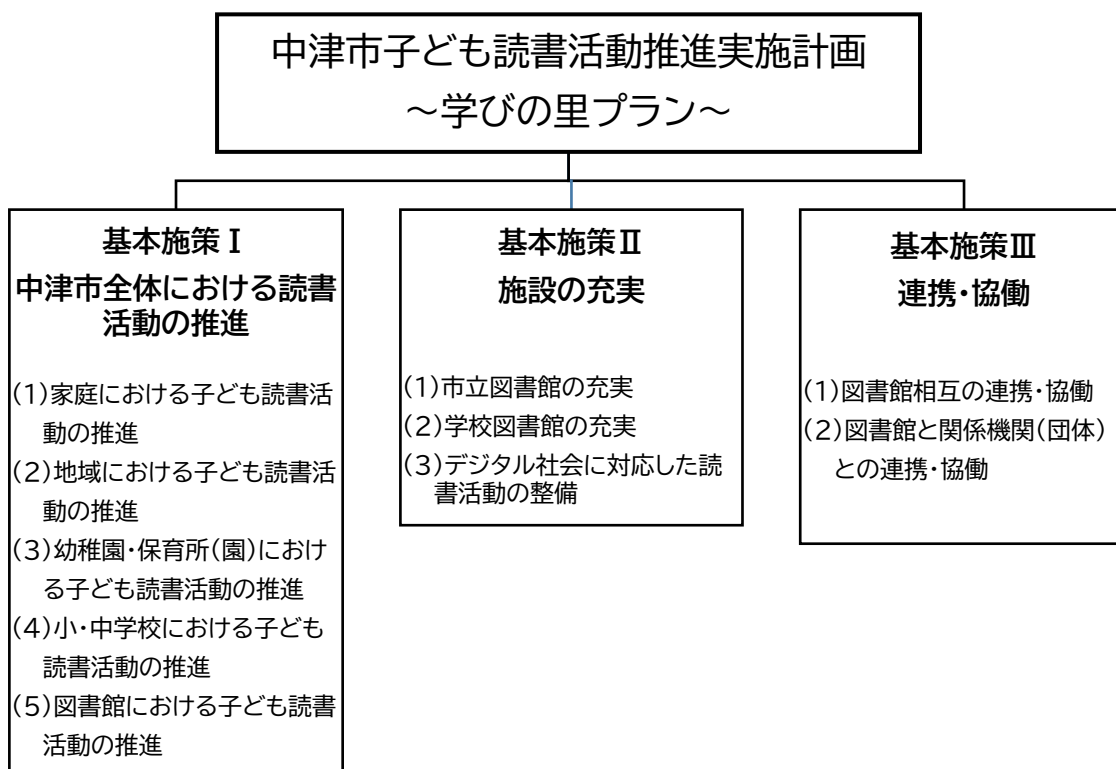 中津市子ども読書活動推進実施計画
～学びの里プラン～
基本施策Ⅰ
中津市全体における読書
活動の推進
(1)家庭における子ども読書活
動の推進
(2)地域における子ども読書活
動の推進
(3)幼稚園・保育所(園)におけ
る子ども読書活動の推進
(4)小・中学校における子ども
読書活動の推進
(5)図書館における子ども読書
活動の推進
基本施策Ⅱ
施設の充実
(1)市立図書館の充実
(2)学校図書館の充実
(3)デジタル社会に対応した読
書活動の整備
基本施策Ⅲ
連携・協働
(1)図書館相互の連携・協働
(2)図書館と関係機関(団体)
との連携・協働